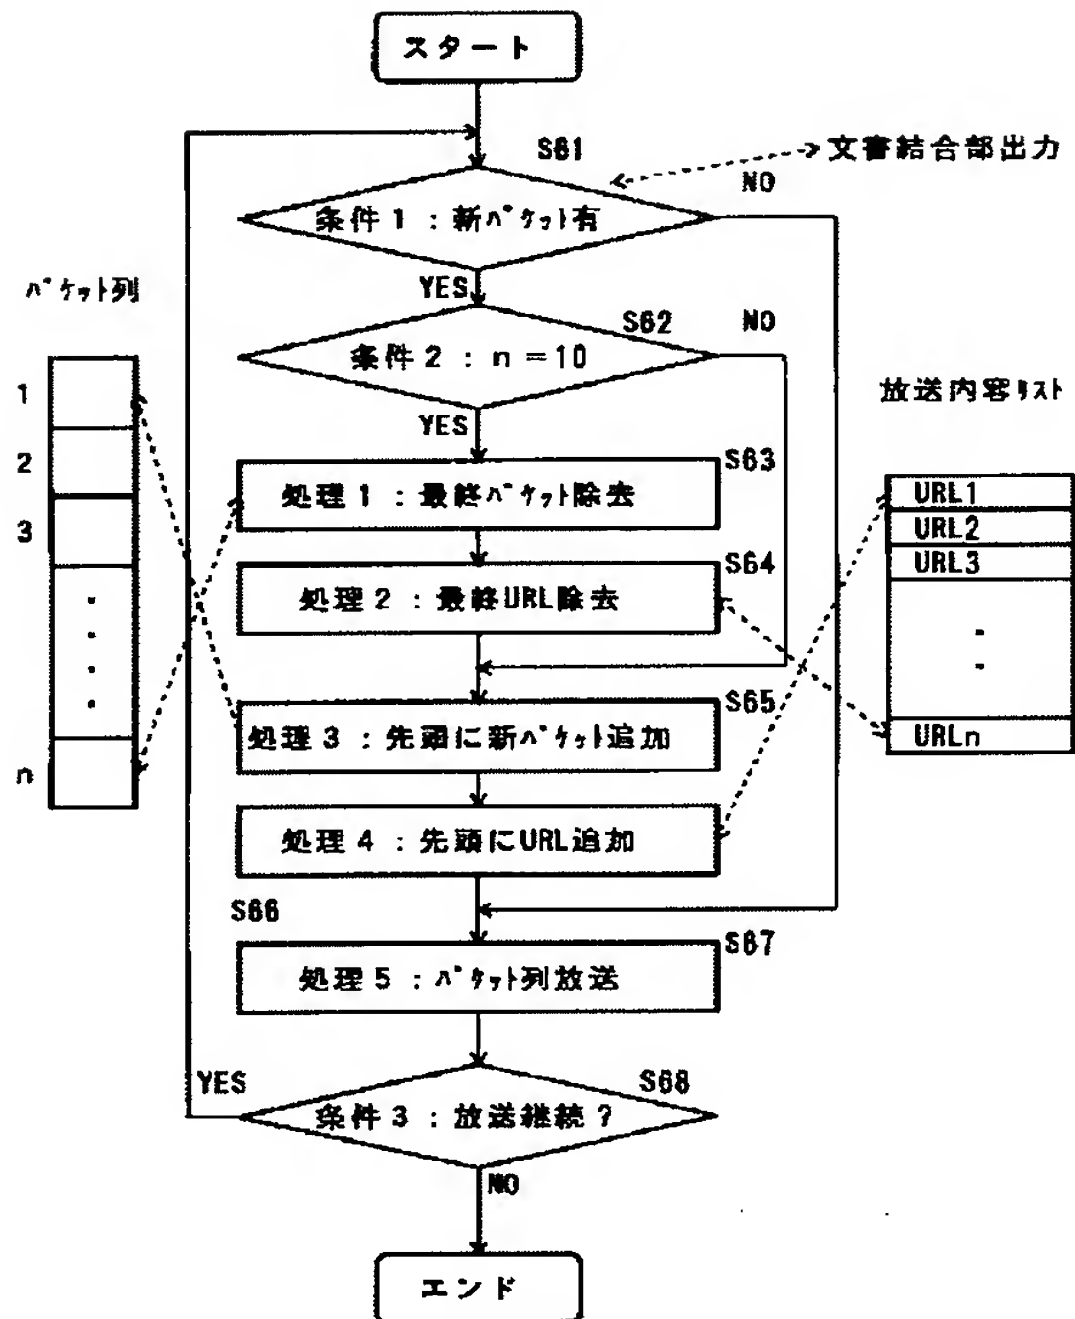 スタート
S61
文書結合部出力
NO
条件1:新パケット有
YES
パケット列
S62
NO
条件2:n=10
1
放送内容リスト
YES
2
S63
処理1:最終パケット除去
URL1
3
URL2
S64
URL3
処理2:最終URL除去
S65
処理3:先頭に新パケット追加
URLn
n
処理4:先頭にURL追加
S66
S67
処理5:パケット列放送
YES
S68
条件3:放送継続?
NO
エンド